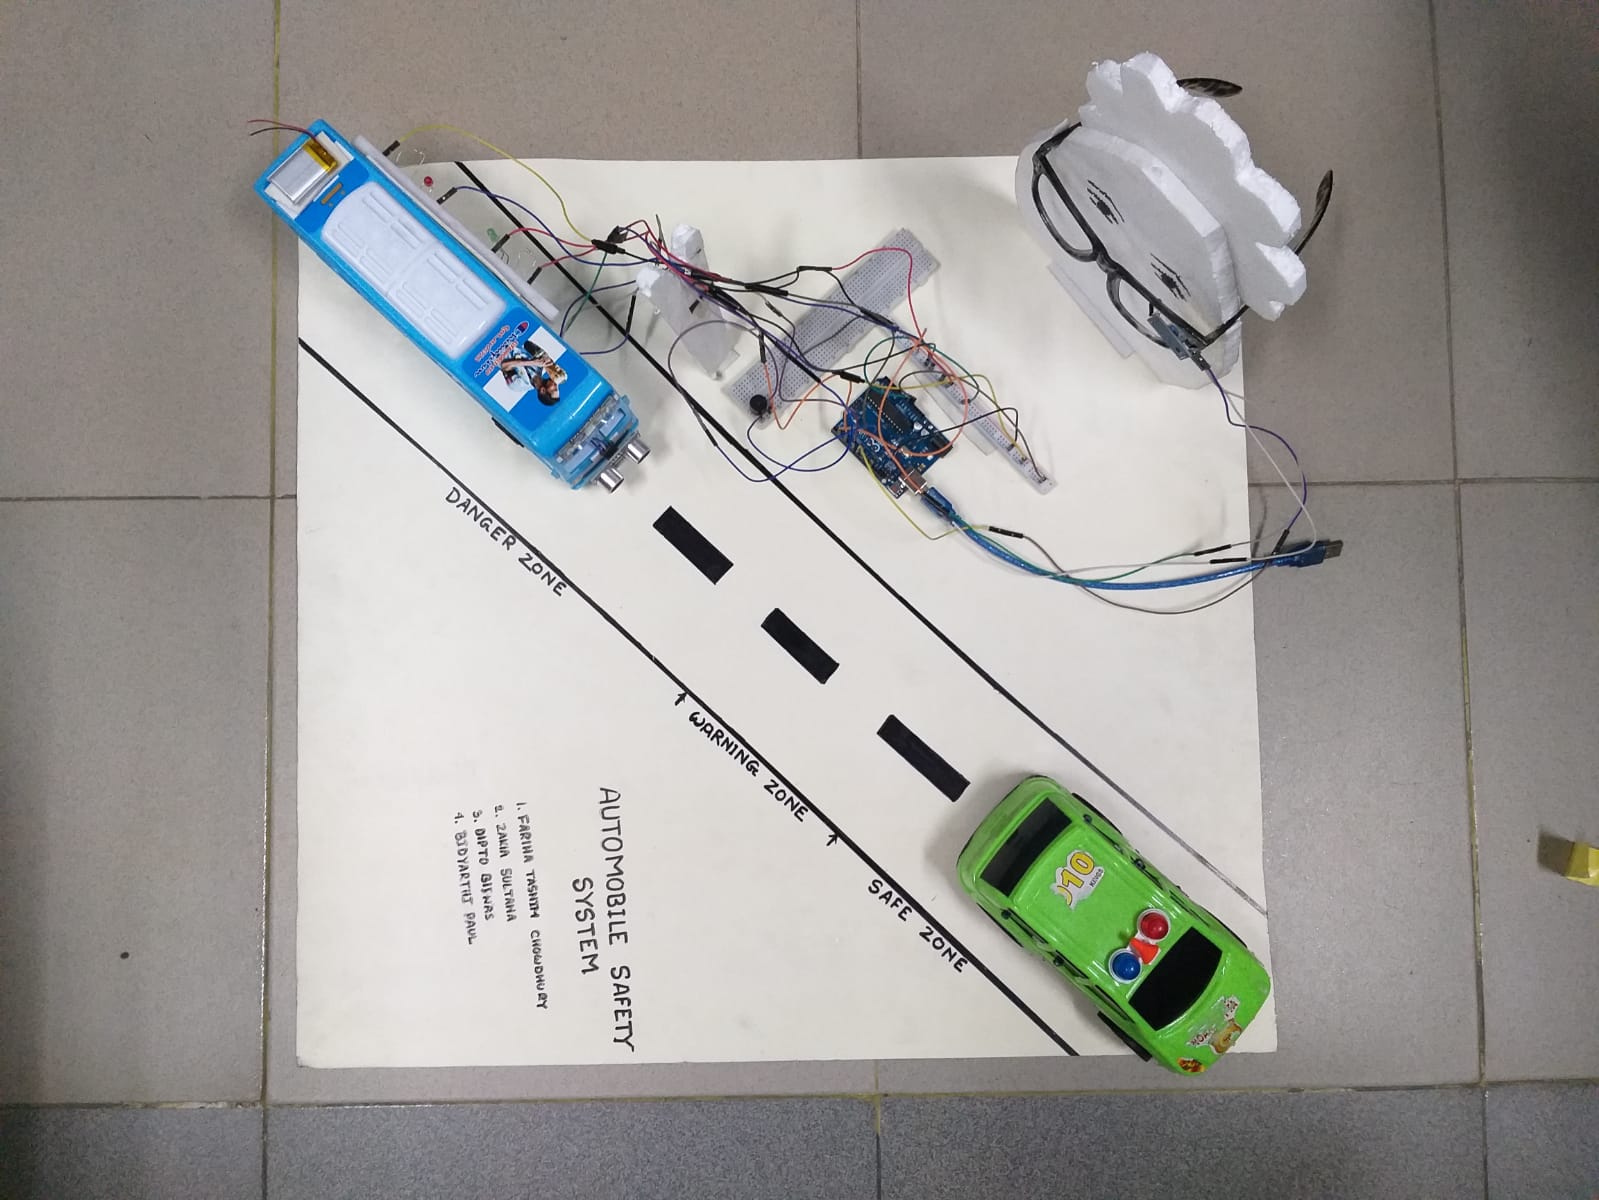 DANGER ZONE
WARNING ZONE
SAFE ZONE
AUTOMOBILE SAFETY
SYSTEM
1. FARIHA TASNIM CHOWDHURY
2. ZAKIA SULTANA
3. DIPTO BISWAS
4. BIDYARTHI PAUL
10